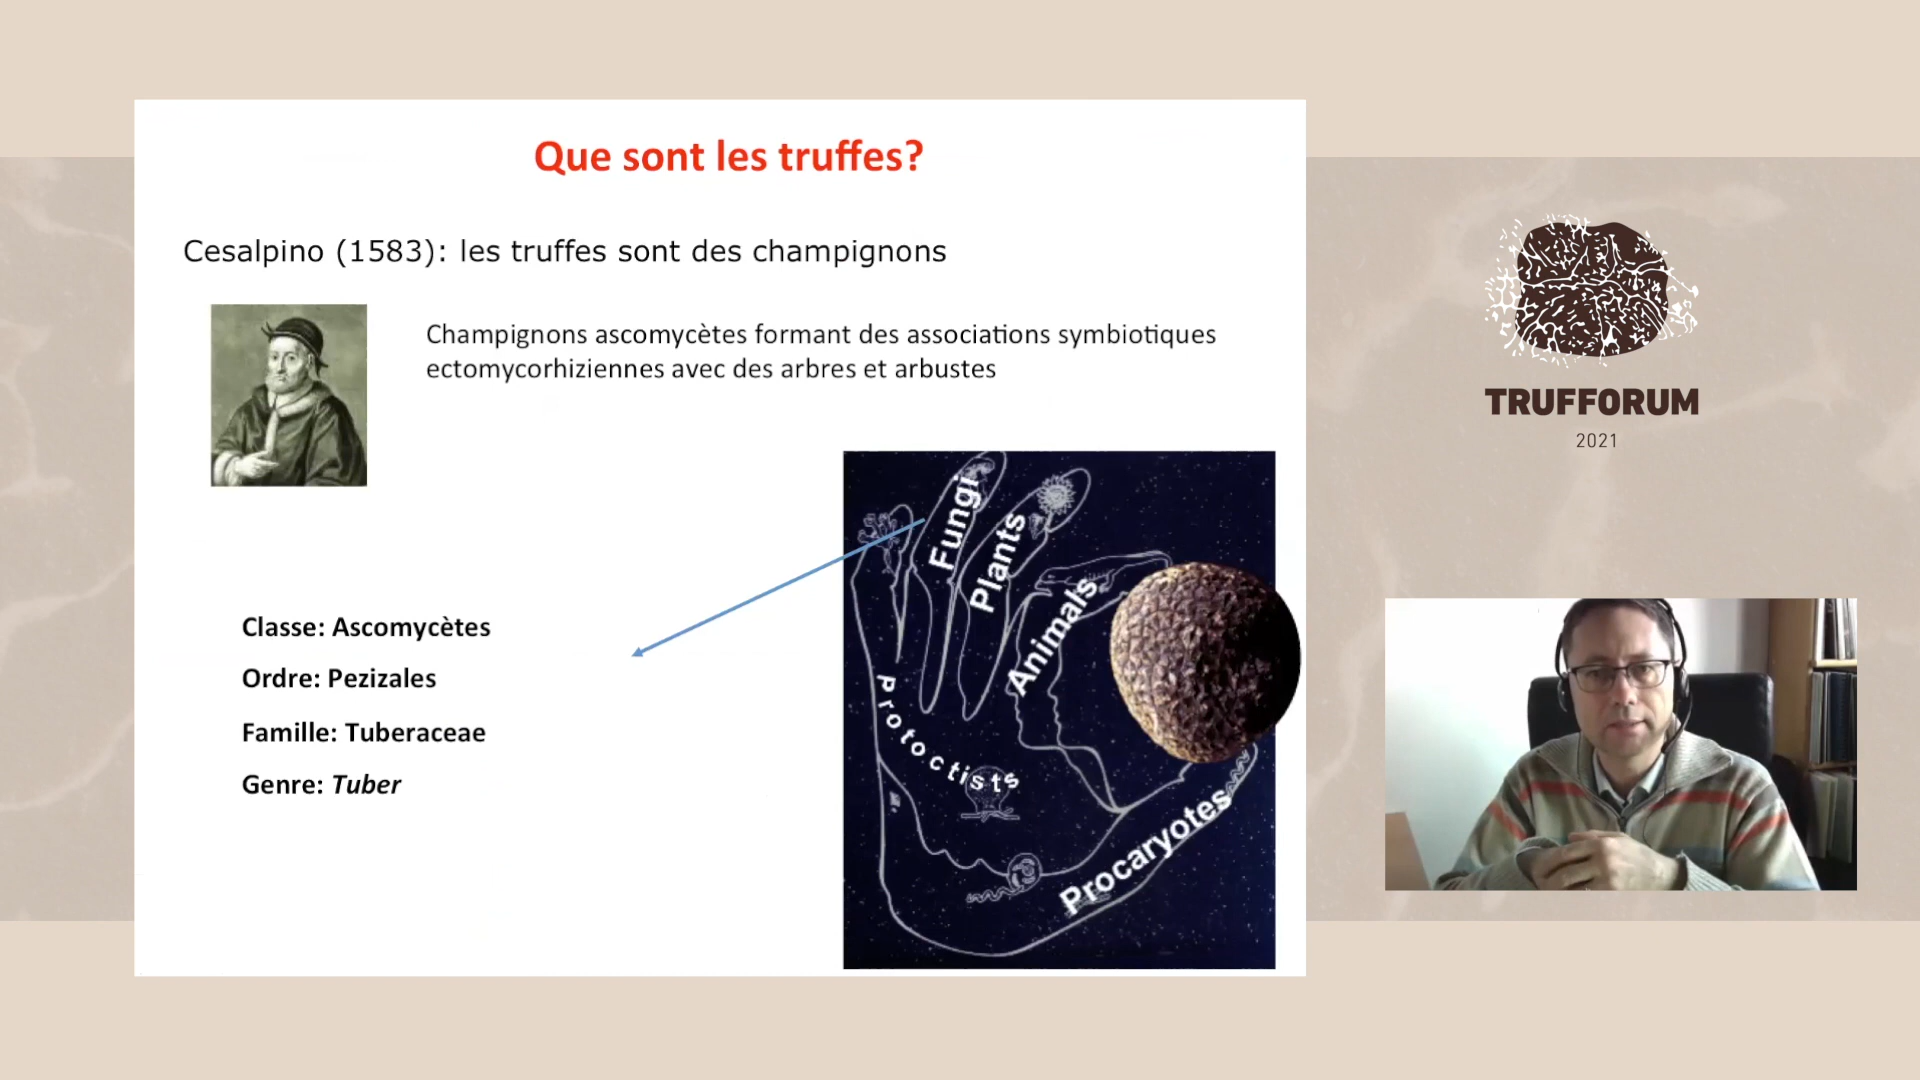 Que sont les truffes?
Cesalpino (1583): les truffes sont des champignons
Champignons ascomycètes formant des associations symbiotiques
ectomycorhiziennes avec des arbres et arbustes
Classe: Ascomycètes
Ordre: Pezizales
Famille: Tuberaceae
Genre: Tuber
Fungi
Plants
Animals
Protoctists
Procaryotes
TRUFFORUM
2021